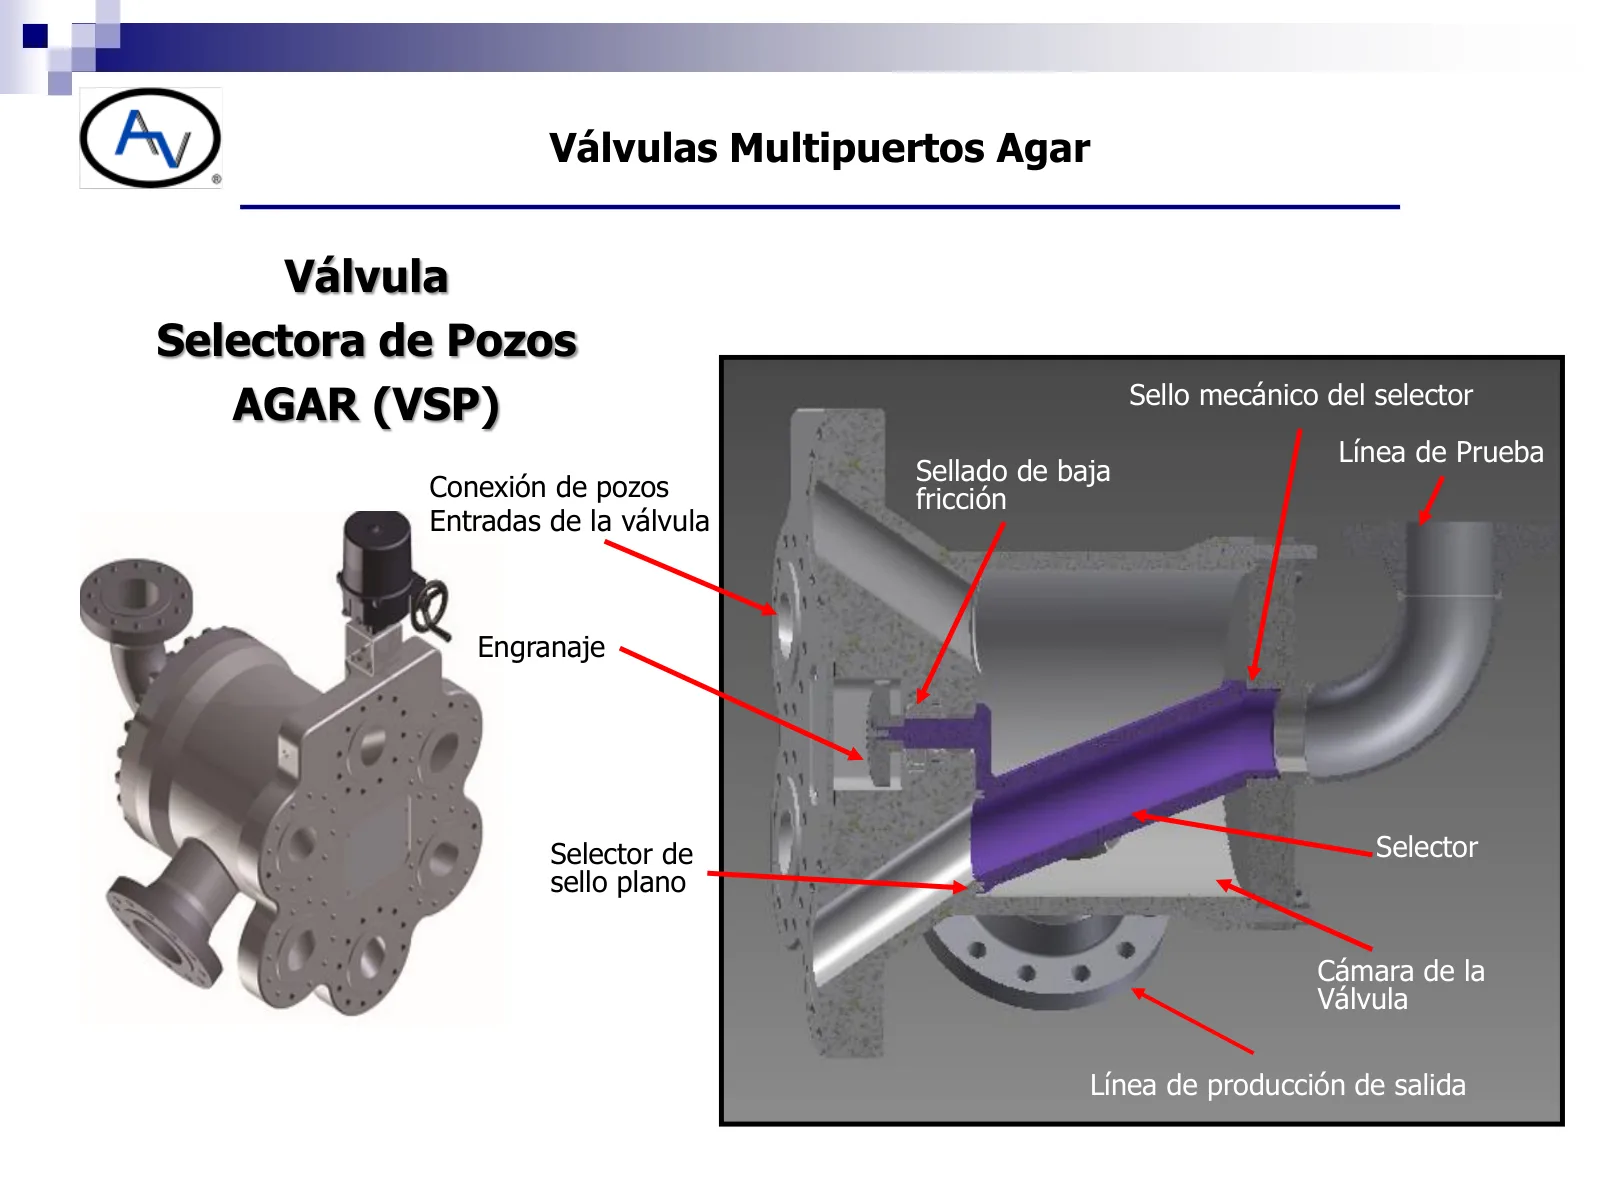 AV
®
Válvulas Multipuertos Agar
Válvula
Selectora de Pozos
AGAR (VSP)
Conexión de pozos
Entradas de la válvula
Engranaje
Selector de
sello plano
Sello mecánico del selector
Línea de Prueba
Sellado de baja
fricción
Selector
Cámara de la
Válvula
Línea de producción de salida